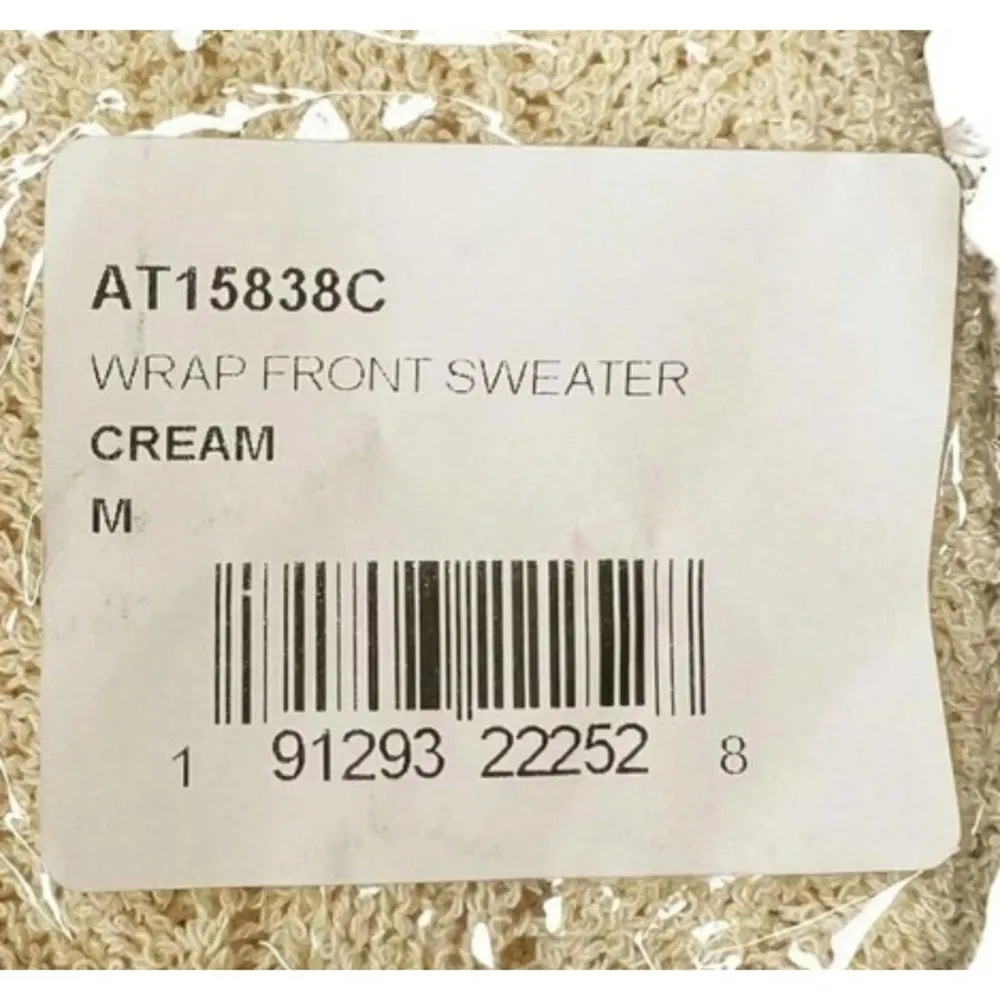 AT15838C
WRAP FRONT SWEATER
CREAM
M
1 91293 22252 8